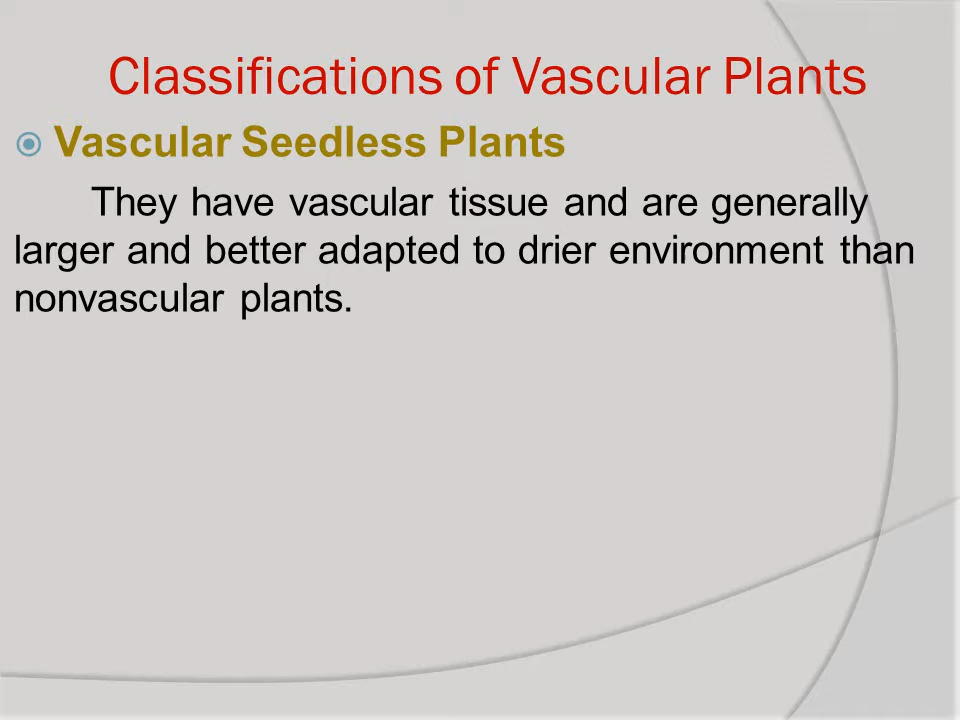 Classifications of Vascular Plants
Vascular Seedless Plants
They have vascular tissue and are generally
larger and better adapted to drier environment than
nonvascular plants.